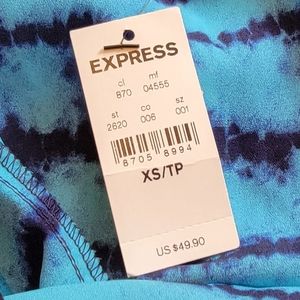 EXPRESS
cl mf
870 04555
st co sz
2620 006 001
8705 8994
XS/TP
US $49.90